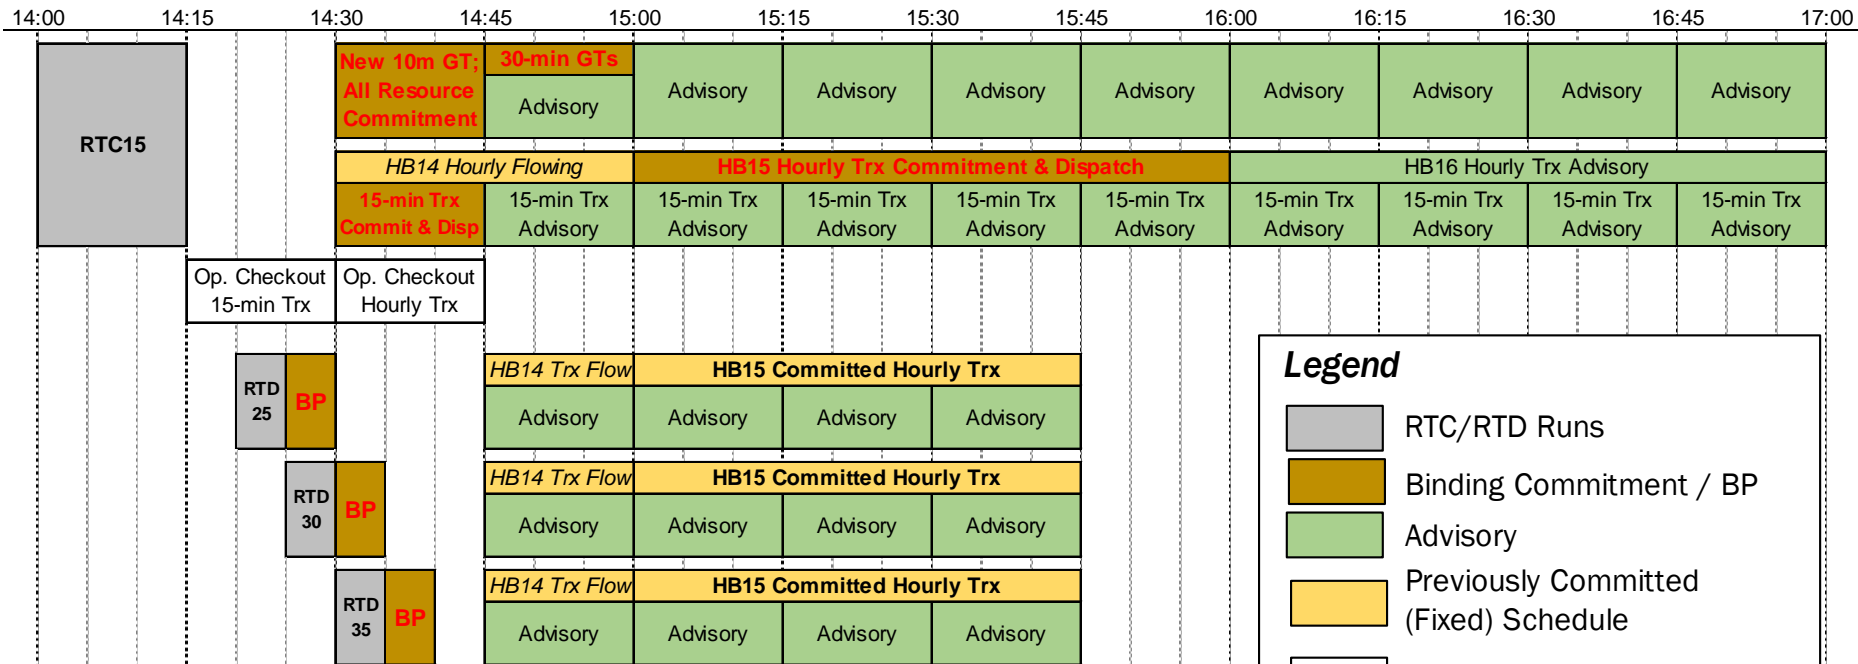 14:00 14:15 14:30 14:45 15:00 15:15 15:30 15:45 16:00 16:15 16:30 16:45 17:00
RTC15
New 10m GT;
All Resource
Commitment
30-min GTs
Advisory
Advisory Advisory Advisory Advisory Advisory Advisory Advisory Advisory
HB14 Hourly Flowing
HB15 Hourly Trx Commitment & Dispatch
HB16 Hourly Trx Advisory
15-min Trx
Commit & Disp
15-min Trx
Advisory
15-min Trx
Advisory
15-min Trx
Advisory
15-min Trx
Advisory
15-min Trx
Advisory
15-min Trx
Advisory
15-min Trx
Advisory
15-min Trx
Advisory
15-min Trx
Advisory
Op. Checkout
15-min Trx
Op. Checkout
Hourly Trx
RTD
25
BP
HB14 Trx Flow
HB15 Committed Hourly Trx
Advisory Advisory Advisory Advisory
RTD
30
BP
HB14 Trx Flow
HB15 Committed Hourly Trx
Advisory Advisory Advisory Advisory
RTD
35
BP
HB14 Trx Flow
HB15 Committed Hourly Trx
Advisory Advisory Advisory Advisory
Legend
RTC/RTD Runs
Binding Commitment / BP
Advisory
Previously Committed
(Fixed) Schedule